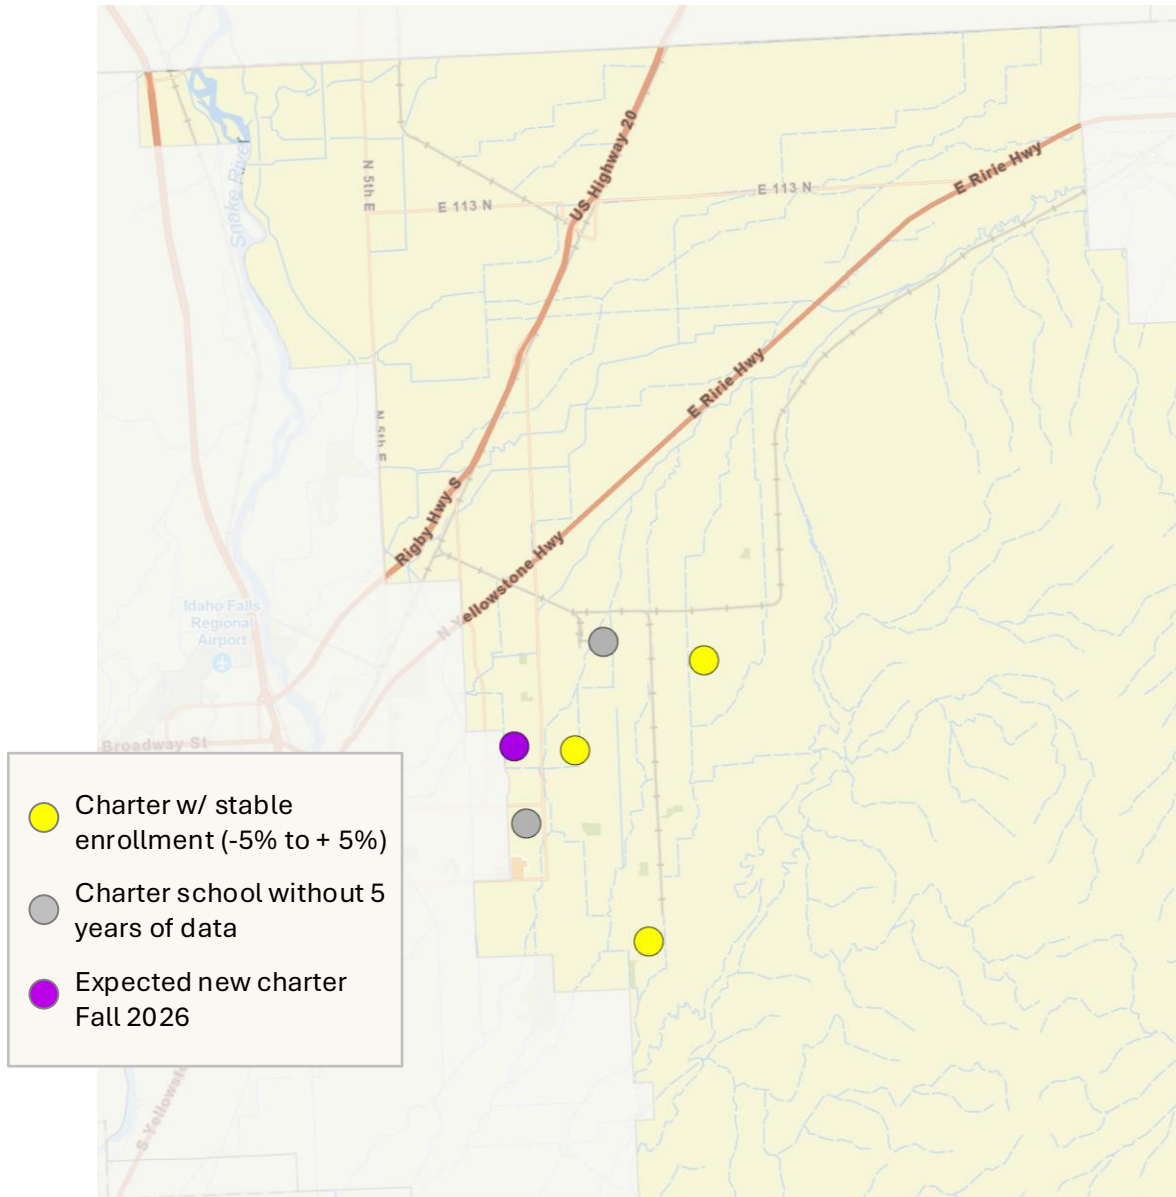 US Highway 20
E Ririe Hwy
N 5th E
E 113 N
E 113 N
Snake River
E Ririe Hwy
N 5th E
Rigby Hwy S
N Yellowstone Hwy
Idaho Falls
Regional
Airport
Broadway St
Charter w/ stable
enrollment (-5% to + 5%)
Charter school without 5
years of data
Expected new charter
Fall 2026